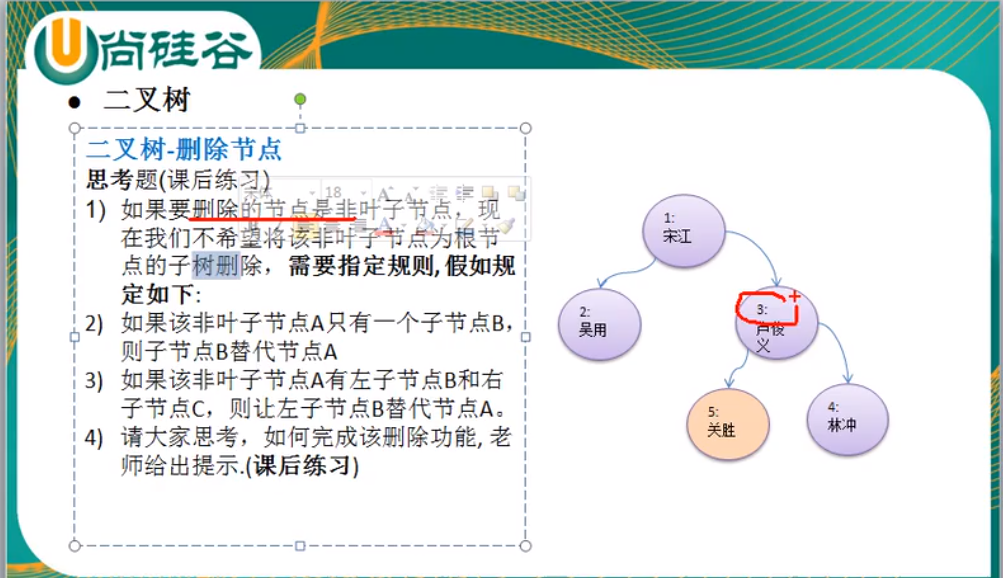 尚硅谷
● 二叉树
二叉树-删除节点
思考题(课后练习)
1) 如果要删除的节点是非叶子节点，现
在我们不希望将该非叶子节点为根节
点的子树删除，需要指定规则, 假如规
定如下:
2) 如果该非叶子节点A只有一个子节点B，
则子节点B替代节点A
3) 如果该非叶子节点A有左子节点B和右
子节点C，则让左子节点B替代节点A。
4) 请大家思考，如何完成该删除功能, 老
师给出提示.(课后练习)
宋体 18
1:
宋江
2:
吴用
3:
卢俊
义
5:
关胜
4:
林冲